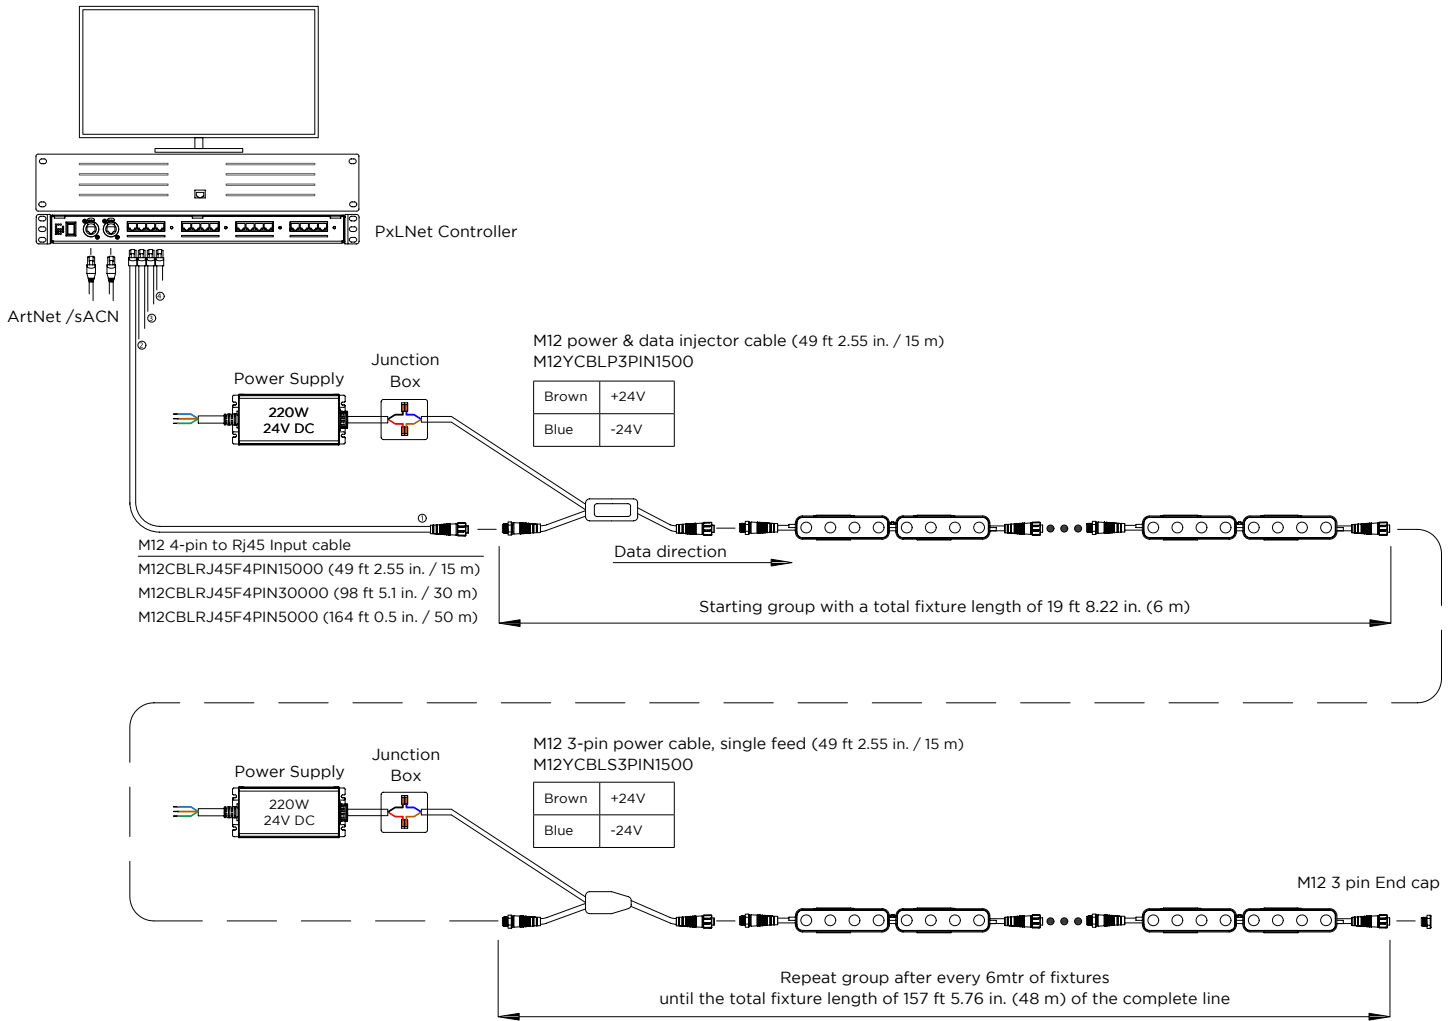 PxLNet Controller
ArtNet /sACN
④
③
②
M12 power & data injector cable (49 ft 2.55 in. / 15 m)
M12YCBLP3PIN1500
Brown +24V
Blue -24V
Power Supply
220W
24V DC
Junction
Box
①
M12 4-pin to Rj45 Input cable
M12CBLRJ45F4PIN15000 (49 ft 2.55 in. / 15 m)
M12CBLRJ45F4PIN30000 (98 ft 5.1 in. / 30 m)
M12CBLRJ45F4PIN5000 (164 ft 0.5 in. / 50 m)
Data direction
Starting group with a total fixture length of 19 ft 8.22 in. (6 m)
M12 3-pin power cable, single feed (49 ft 2.55 in. / 15 m)
M12YCBLS3PIN1500
Brown +24V
Blue -24V
Power Supply
220W
24V DC
Junction
Box
M12 3 pin End cap
Repeat group after every 6mtr of fixtures
until the total fixture length of 157 ft 5.76 in. (48 m) of the complete line